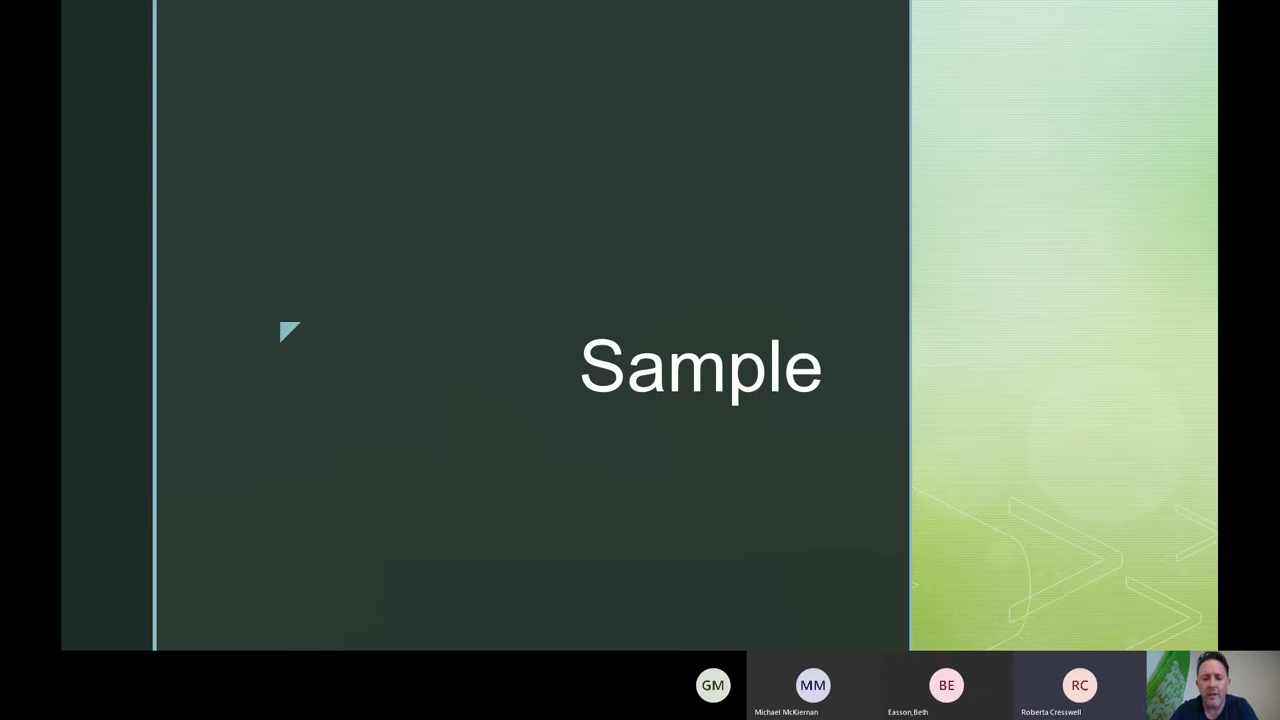 Sample
GM
MM
BE
RC
Michael McKiernan
Easson,Beth
Roberta Cresswell